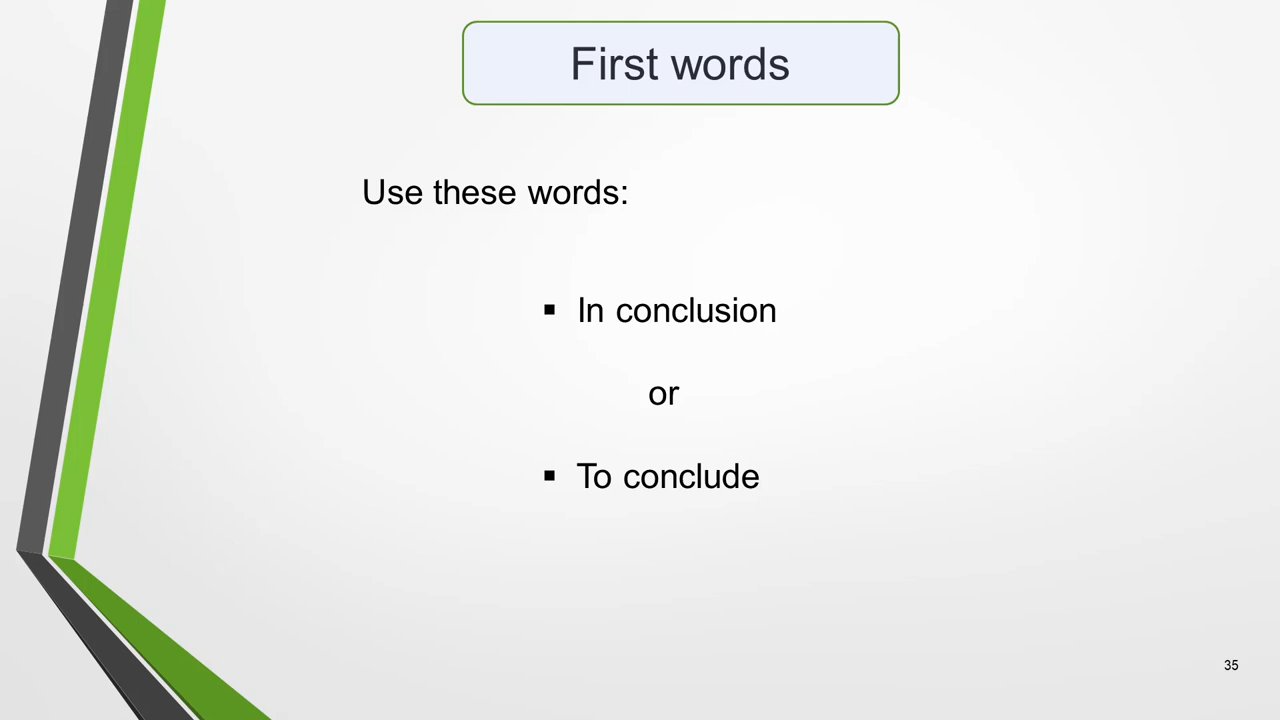 First words
Use these words:
▪ In conclusion
or
▪ To conclude
35